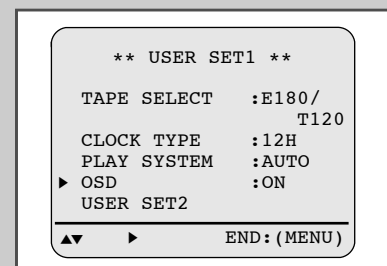 ** USER SET1 **
TAPE SELECT :E180/
T120
CLOCK TYPE :12H
PLAY SYSTEM :AUTO
► OSD :ON
USER SET2
▲▼ ► END:(MENU)